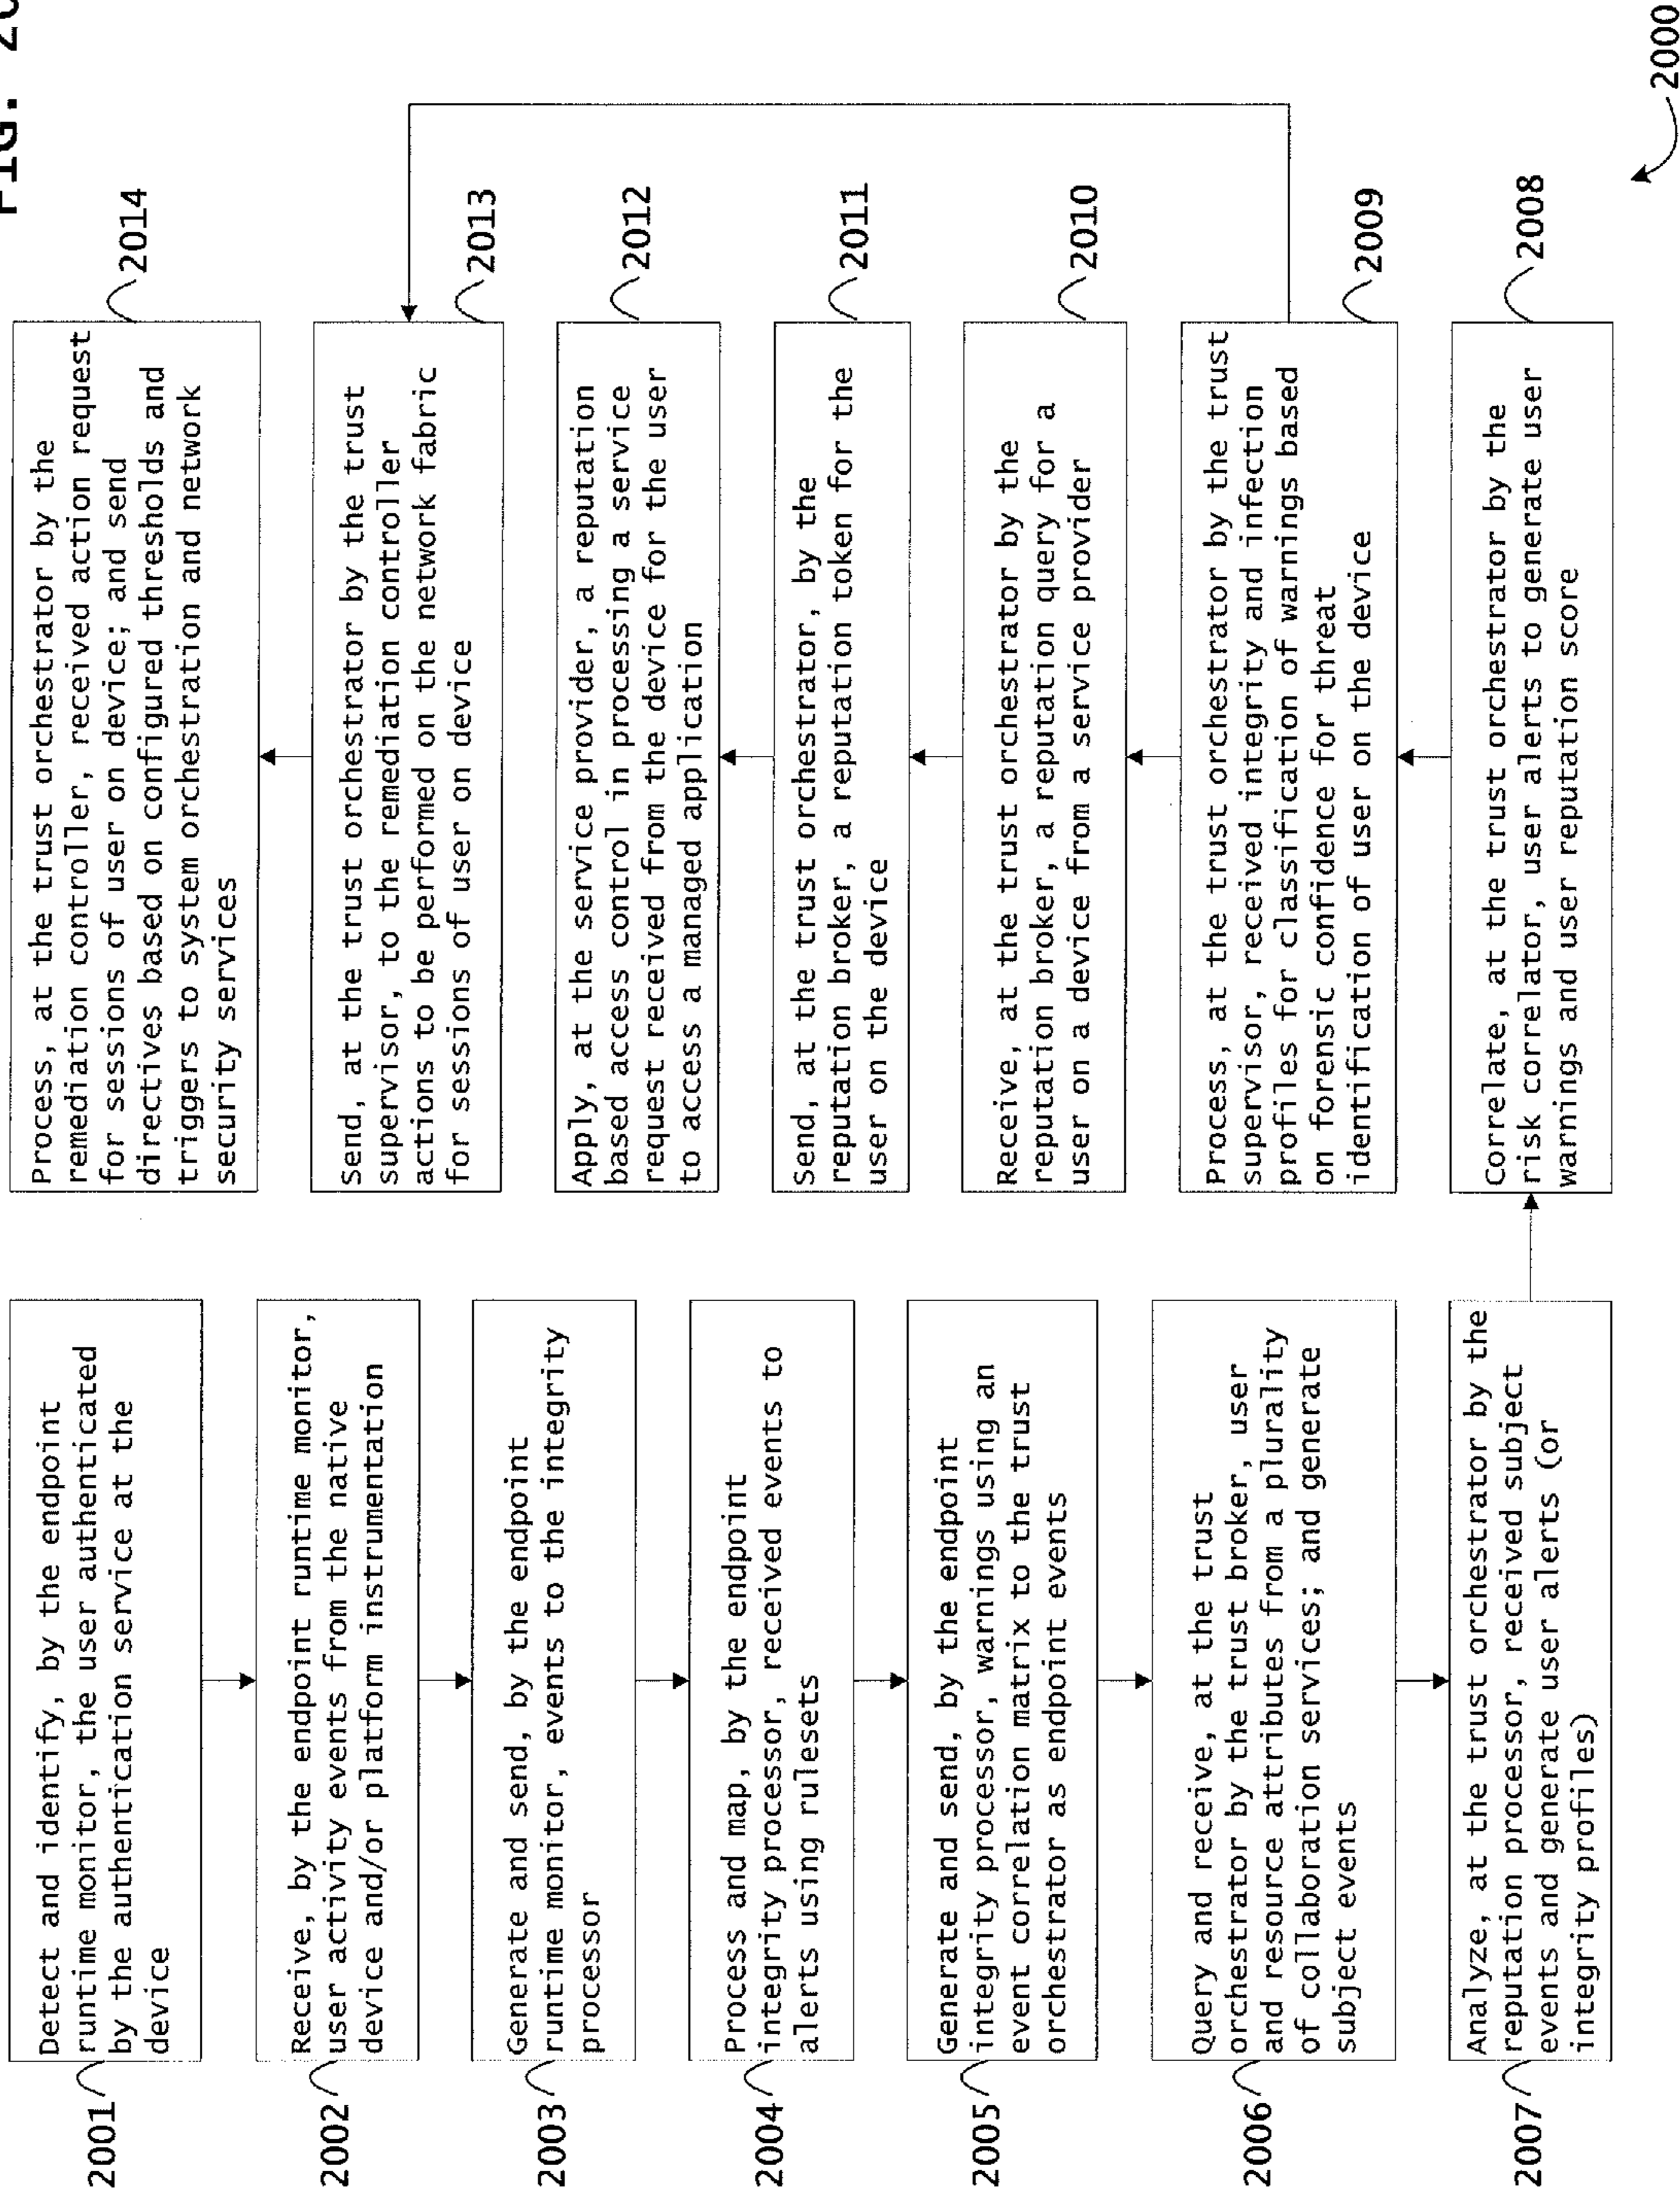 FIG. 20
2001
Detect and identify, by the endpoint
runtime monitor, the user authenticated
by the authentication service at the
device
2002
Receive, by the endpoint runtime monitor,
user activity events from the native
device and/or platform instrumentation
2003
Generate and send, by the endpoint
runtime monitor, events to the integrity
processor
2004
Process and map, by the endpoint
integrity processor, received events to
alerts using rulesets
2005
Generate and send, by the endpoint
integrity processor, warnings using an
event correlation matrix to the trust
orchestrator as endpoint events
2006
Query and receive, at the trust
orchestrator by the trust broker, user
and resource attributes from a plurality
of collaboration services; and generate
subject events
2007
Analyze, at the trust orchestrator by the
reputation processor, received subject
events and generate user alerts (or
integrity profiles)
2008
Correlate, at the trust orchestrator by the
risk correlator, user alerts to generate user
warnings and user reputation score
2009
Process, at the trust orchestrator by the trust
supervisor, received integrity and infection
profiles for classification of warnings based
on forensic confidence for threat
identification of user on the device
2010
Receive, at the trust orchestrator by the
reputation broker, a reputation query for a
user on a device from a service provider
2011
Send, at the trust orchestrator, by the
reputation broker, a reputation token for the
user on the device
2012
Apply, at the service provider, a reputation
based access control in processing a service
request received from the device for the user
to access a managed application
2013
Send, at the trust orchestrator by the trust
supervisor, to the remediation controller
actions to be performed on the network fabric
for sessions of user on device
2014
Process, at the trust orchestrator by the
remediation controller, received action request
for sessions of user on device; and send
directives based on configured thresholds and
triggers to system orchestration and network
security services
2000